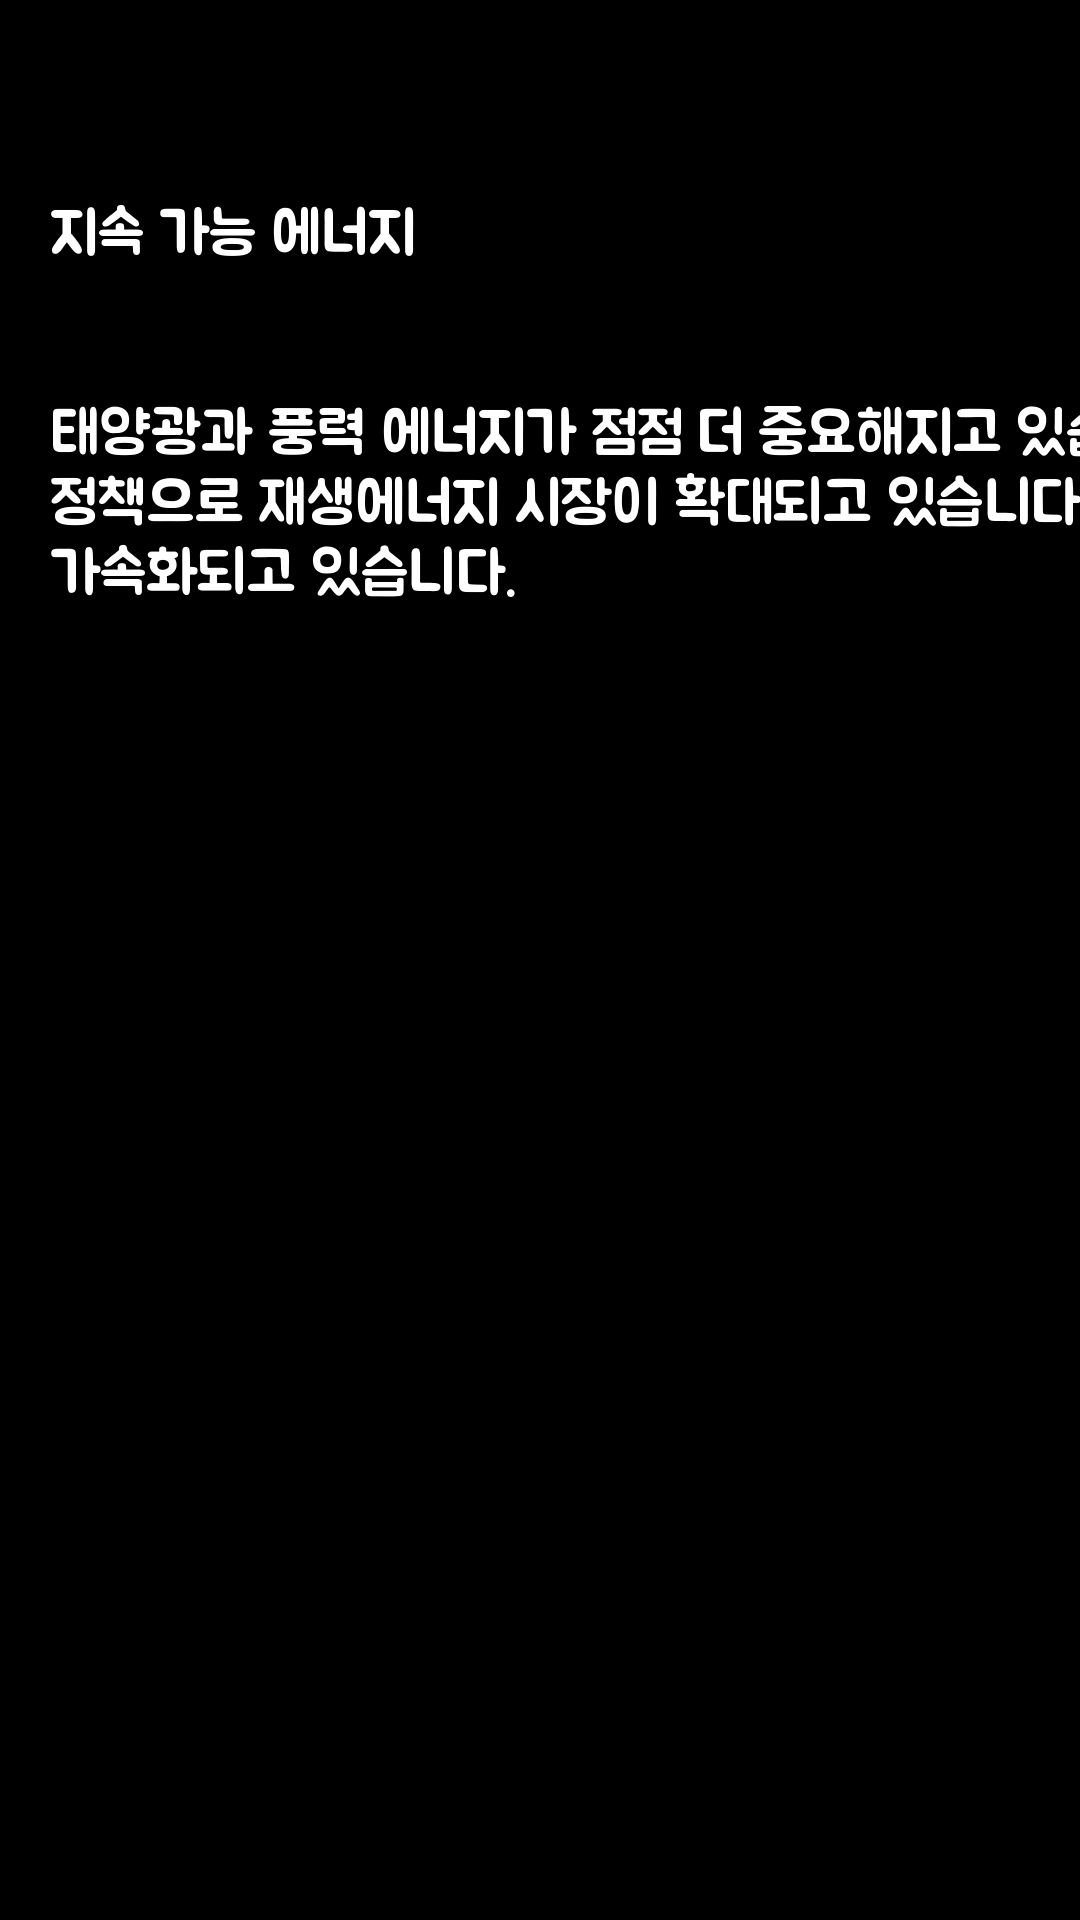 지속 가능 에너지
태양광과 풍력 에너지가 점점 더 중요해지고
정책으로 재생에너지 시장이 확대되고 있습니다
가속화되고 있습니다.